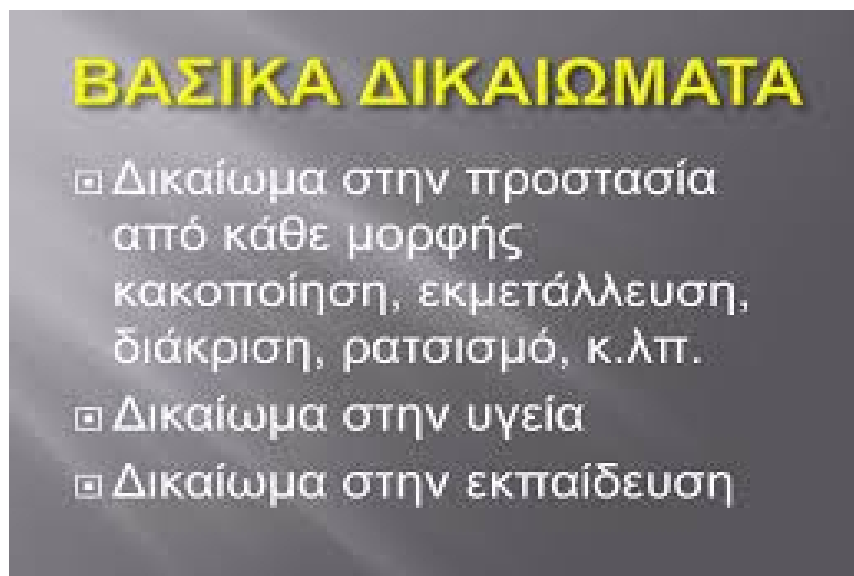 ΒΑΣΙΚΑ ΔΙΚΑΙΩΜΑΤΑ
Δικαίωμα στην προστασία
από κάθε μορφής
κακοποίηση, εκμετάλλευση,
διάκριση, ρατσισμό, κ.λπ.
Δικαίωμα στην υγεία
Δικαίωμα στην εκπαίδευση